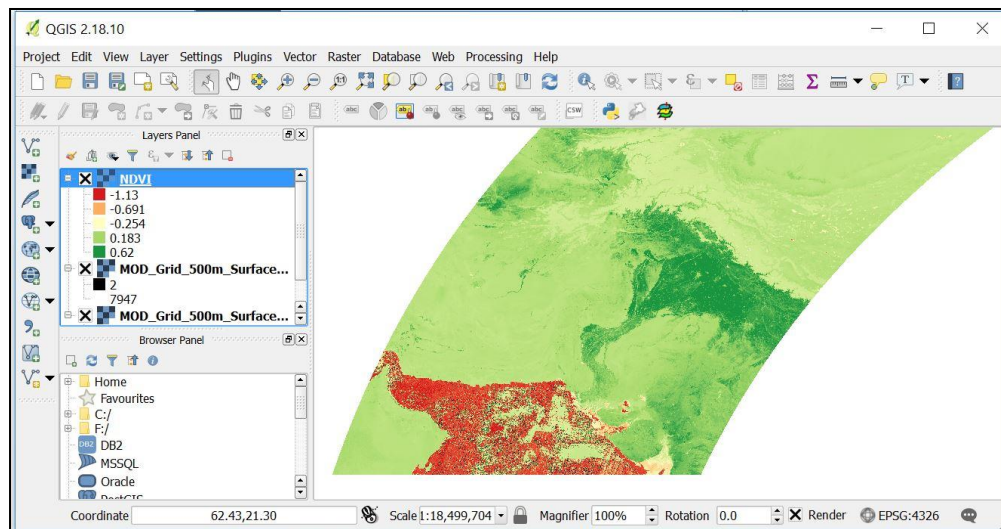 QGIS 2.18.10
Project Edit View Layer Settings Plugins Vector Raster Database Web Processing Help
Layers Panel
NDVI
-1.13
-0.691
-0.254
0.183
0.62
MOD_Grid_500m_Surface...
2
7947
MOD_Grid_500m_Surface...
Browser Panel
Home
Favourites
C:/
F:/
DB2
MSSQL
Oracle
Coordinate 62.43,21.30 Scale 1:18,499,704 Magnifier 100% Rotation 0.0 Render EPSG:4326